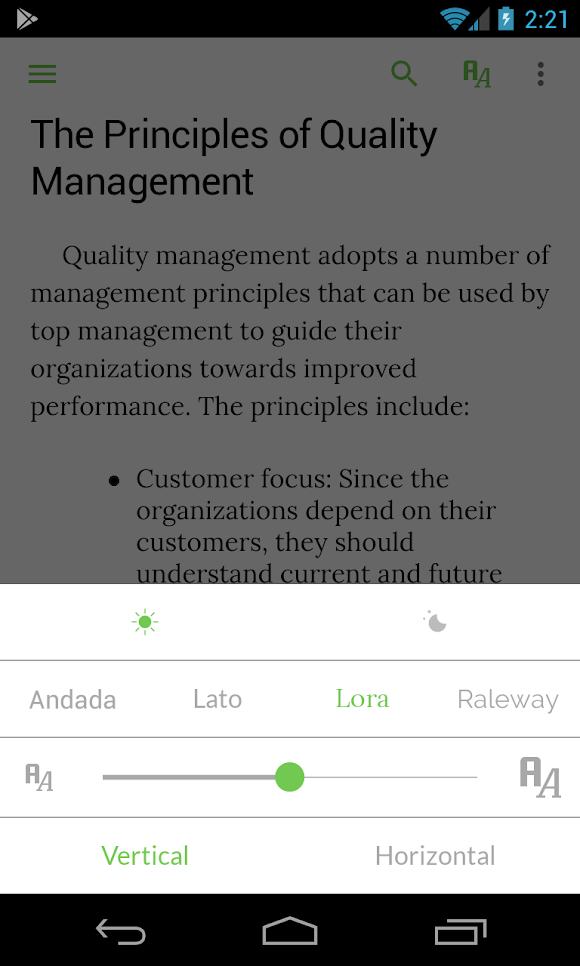 2:21
The Principles of Quality
Management
Quality management adopts a number of
management principles that can be used by
top management to guide their
organizations towards improved
performance. The principles include:
• Customer focus: Since the
organizations depend on their
customers, they should
understand current and future
Andada Lato Lora Raleway
Vertical Horizontal